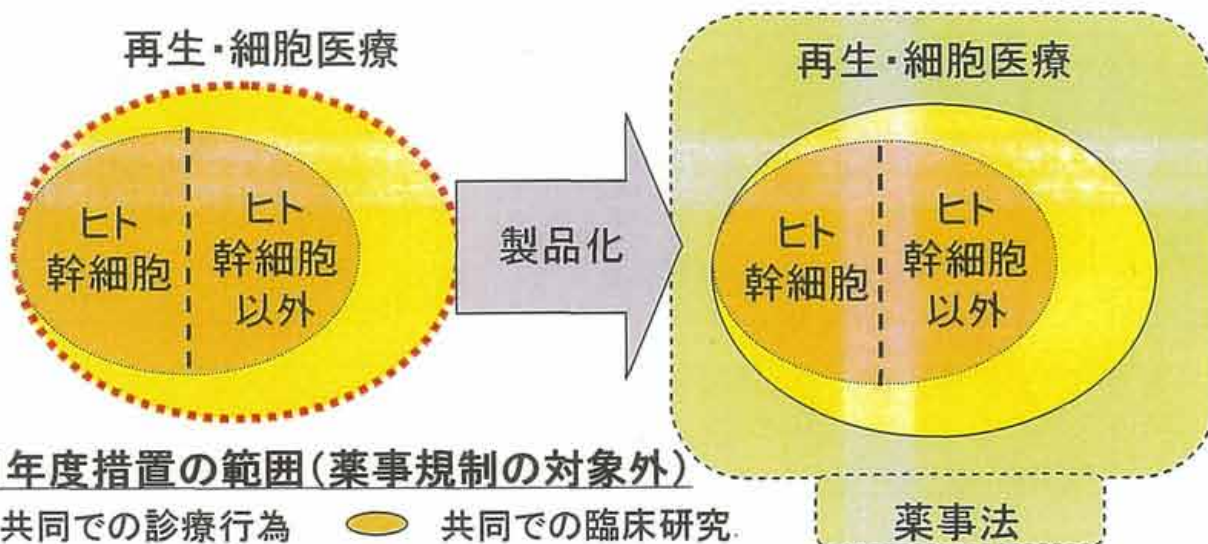 再生・細胞医療
ヒト
幹細胞
ヒト
幹細胞
以外
製品化
再生・細胞医療
ヒト
幹細胞
ヒト
幹細胞
以外
年度措置の範囲(薬事規制の対象外)
共同での診療行為
共同での臨床研究
薬事法